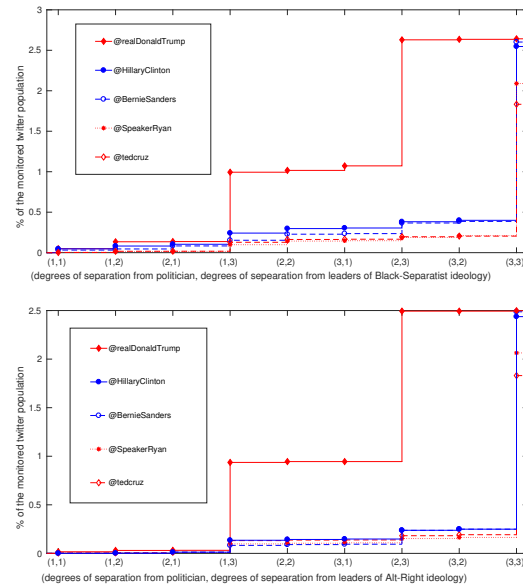 3
2.5
2
1.5
1
0.5
0
% of the monitored twitter population
@realDonaldTrump
@HillaryClinton
@BernieSanders
@SpeakerRyan
@tedcruz
(1,1) (1,2) (2,1) (1,3) (2,2) (3,1) (2,3) (3,2) (3,3)
(degrees of separation from politician, degrees of sepearation from leaders of Black-Separatist ideology)
2.5
2
1.5
1
0.5
0
% of the monitored twitter population
@realDonaldTrump
@HillaryClinton
@BernieSanders
@SpeakerRyan
@tedcruz
(1,1) (1,2) (2,1) (1,3) (2,2) (3,1) (2,3) (3,2) (3,3)
(degrees of separation from politician, degrees of separation from leaders of Alt-Right ideology)